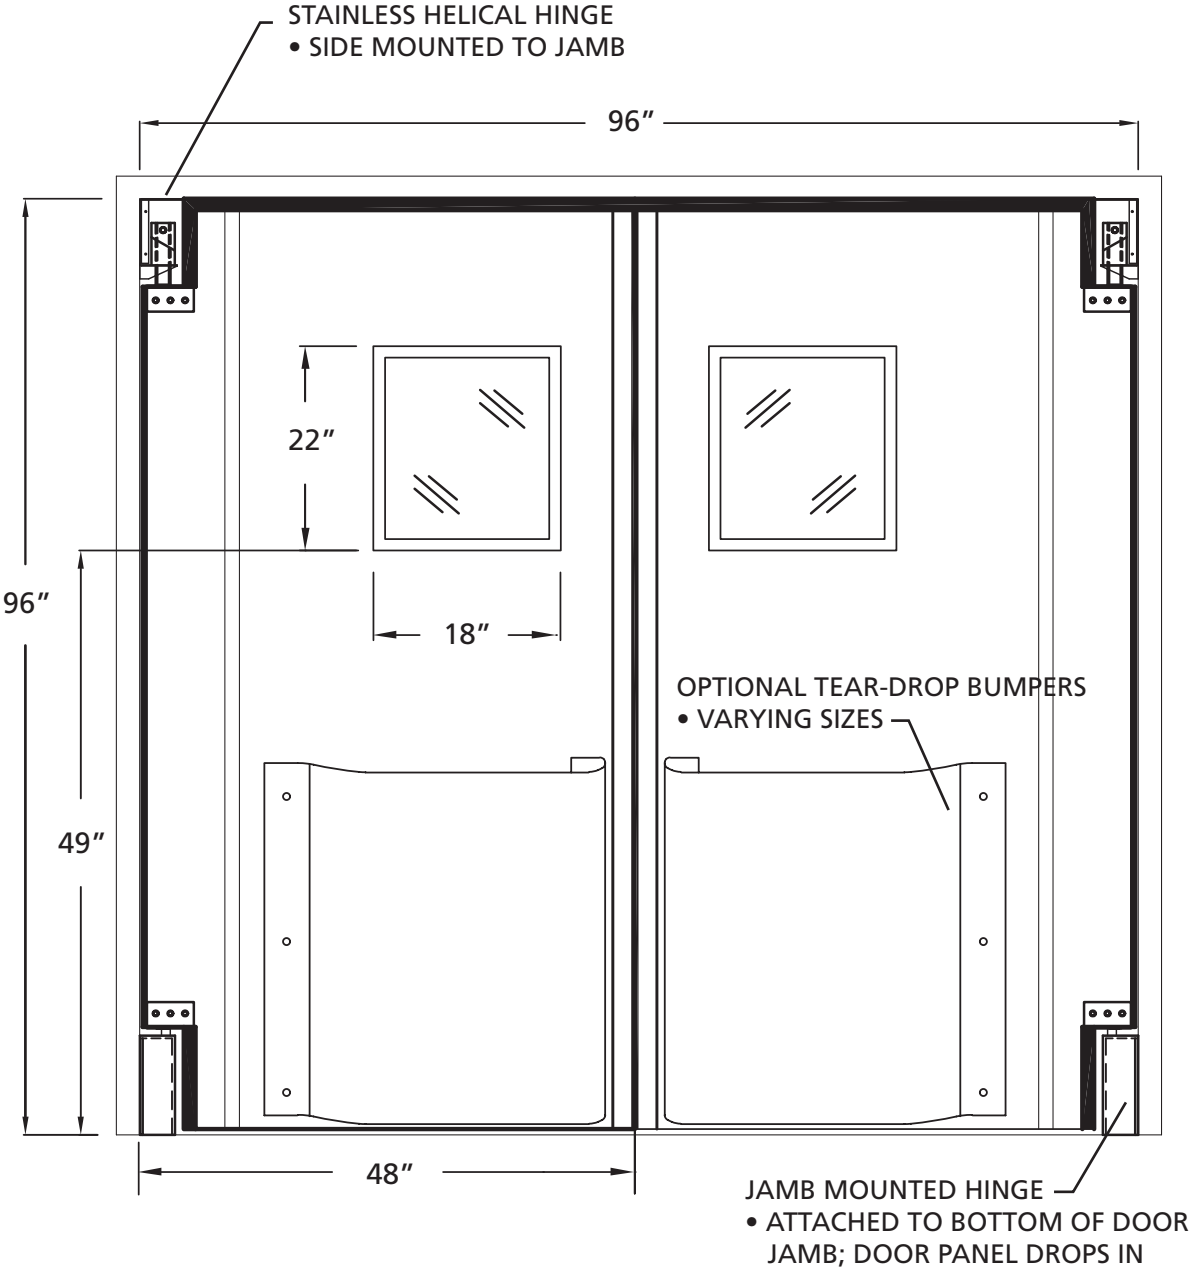 STAINLESS HELICAL HINGE
• SIDE MOUNTED TO JAMB
96”
22”
96”
18”
OPTIONAL TEAR-DROP BUMPERS
• VARYING SIZES
49”
48”
JAMB MOUNTED HINGE
• ATTACHED TO BOTTOM OF DOOR
JAMB; DOOR PANEL DROPS IN